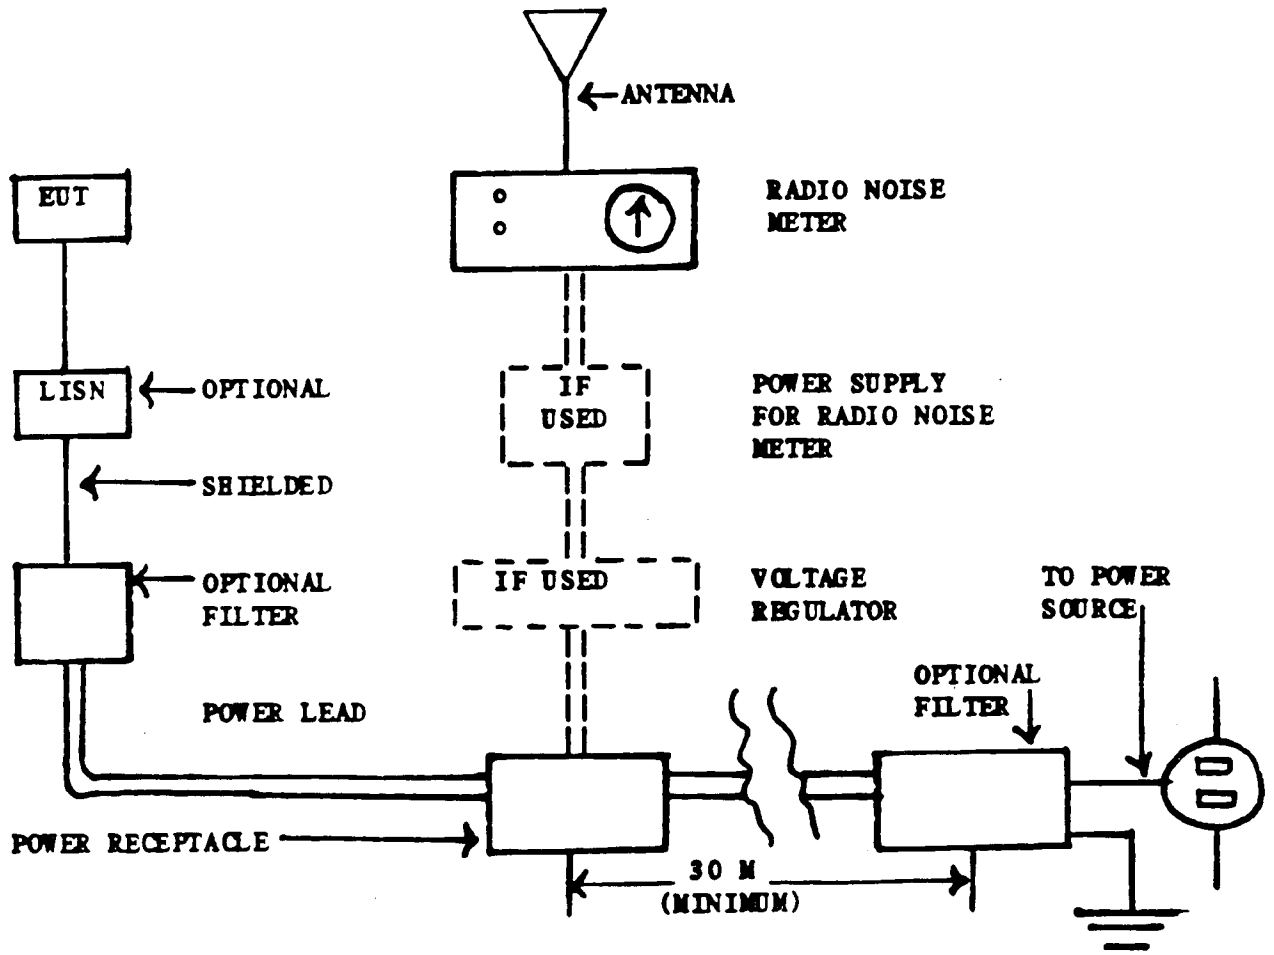 ANTENNA
EUT
RADIO NOISE
METER
LISN
OPTIONAL
IF
USED
POWER SUPPLY
FOR RADIO NOISE
METER
SHIELDED
OPTIONAL
FILTER
IF USED
VOLTAGE
REGULATOR
TO POWER
SOURCE
OPTIONAL
FILTER
POWER LEAD
POWER RECEPTACLE
30 M
(MINIMUM)